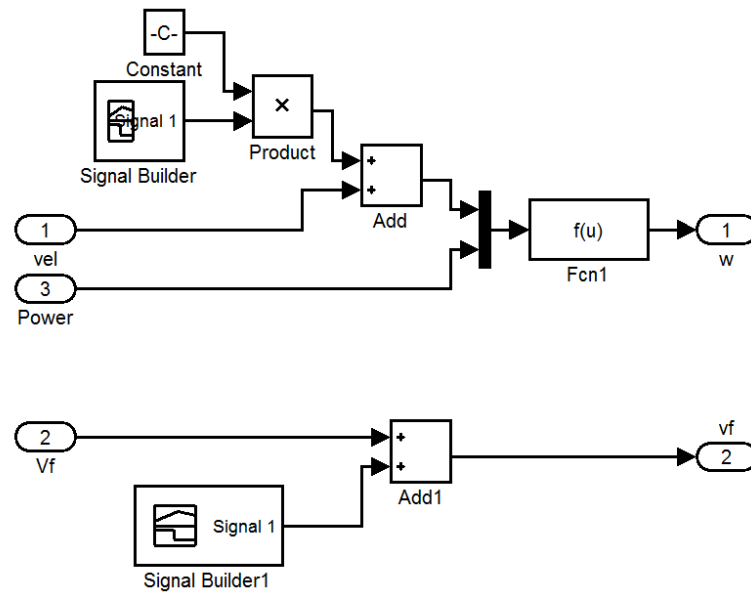 -C-
Constant
Signal 1
Signal Builder
×
Product
+
+
Add
1
vel
3
Power
f(u)
Fcn1
1
w
2
Vf
+
+
Add1
Signal 1
Signal Builder1
vf
2